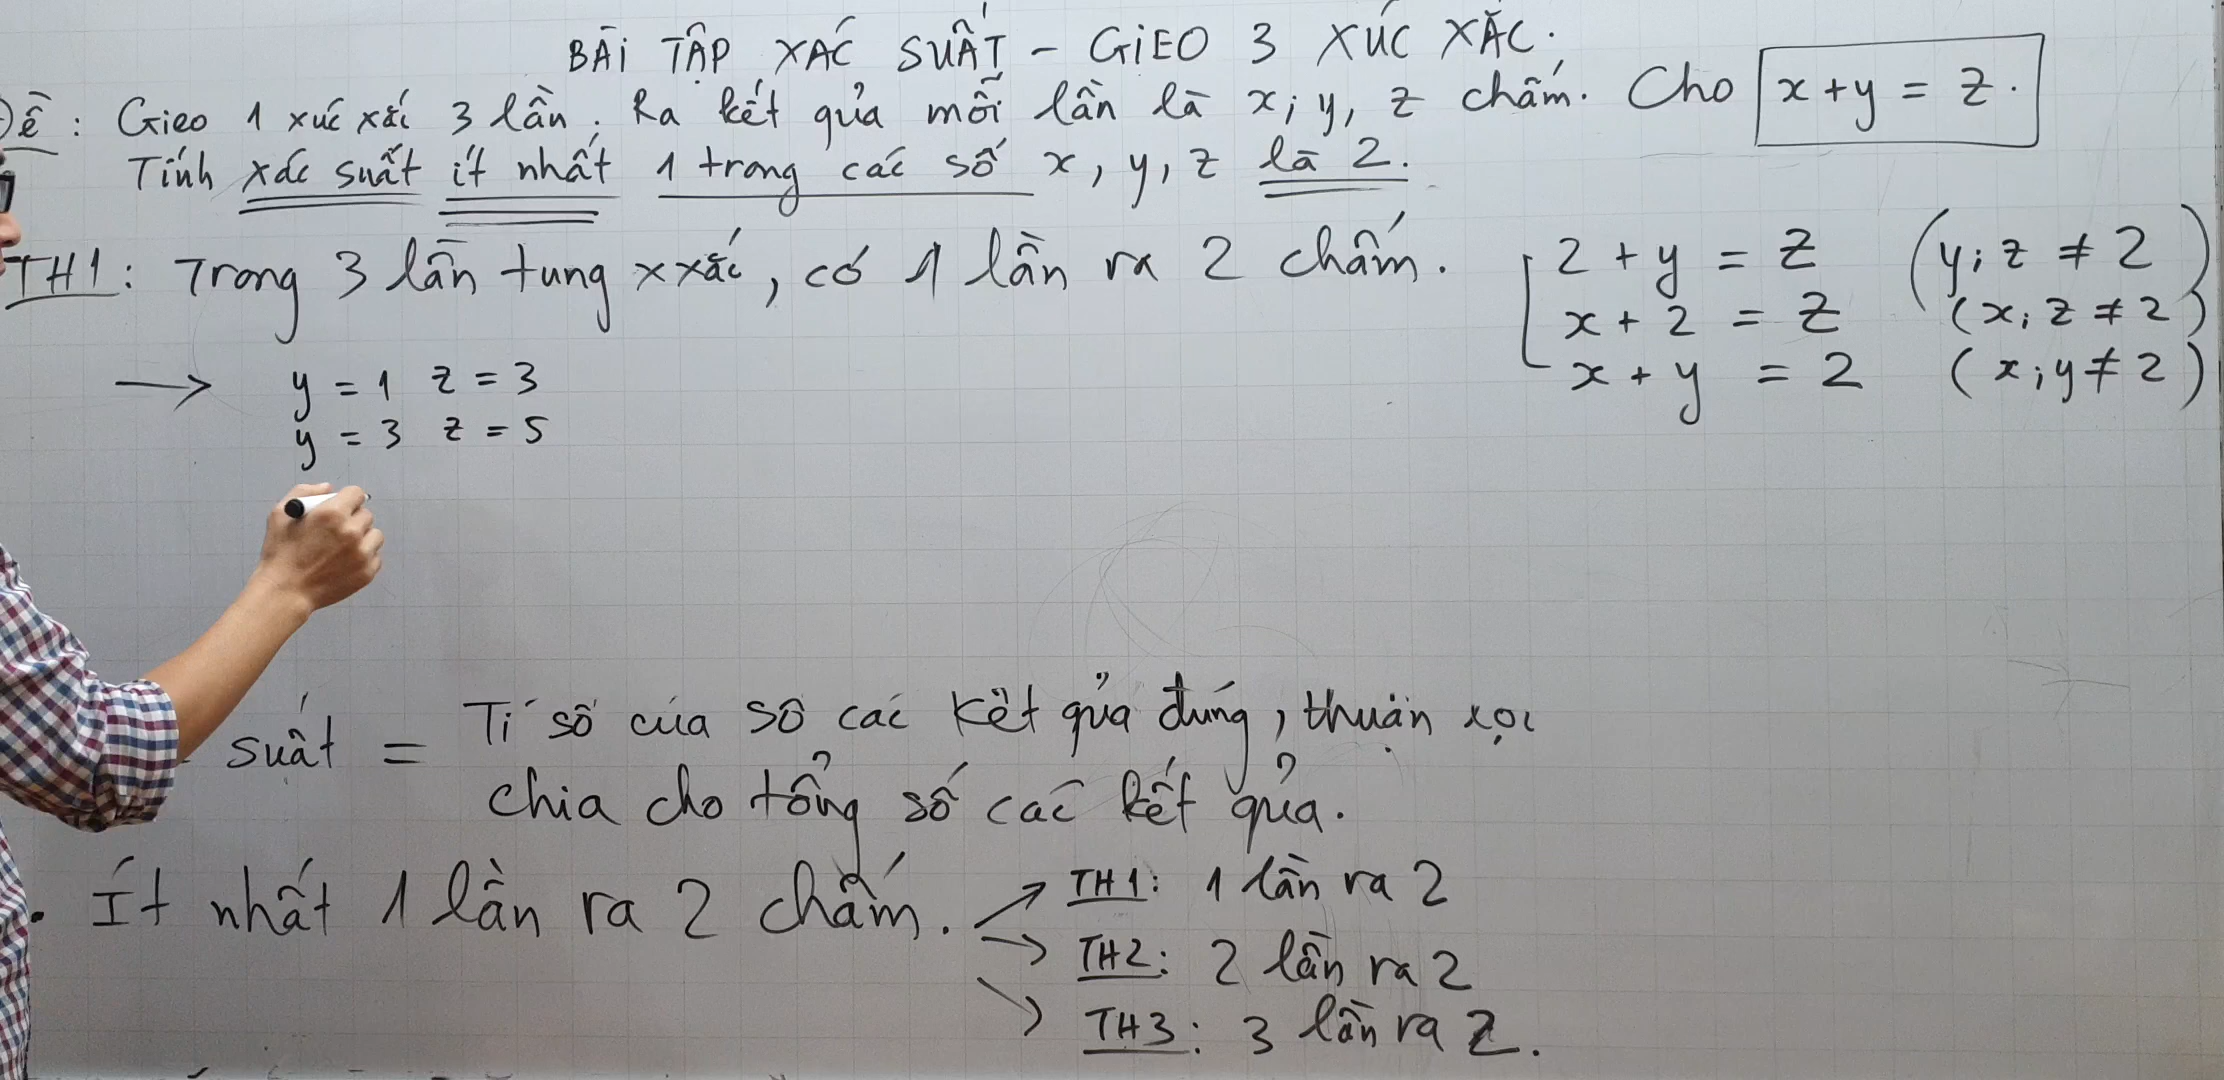 BÀI TẬP XÁC SUẤT - GIEO 3 XÚC XẮC.
Đề: Gieo 1 xúc xắc 3 lần. Ra kết quả mỗi lần là x; y, z chấm. Cho x + y = z.
Tính xác suất ít nhất 1 trong các số x, y, z là 2.
TH1: Trong 3 lần tung x xắc, có 1 lần ra 2 chấm.
2 + y = z (y; z ≠ 2)
x + 2 = z (x; z ≠ 2)
x + y = 2 (x; y ≠ 2)
→ y = 1 z = 3
y = 3 z = 5
suất = Tỉ số của số các kết quả đúng, thuận lợi
chia cho tổng số các kết quả.
. Ít nhất 1 lần ra 2 chấm. → TH1: 1 lần ra 2
→ TH2: 2 lần ra 2
→ TH3: 3 lần ra 2.